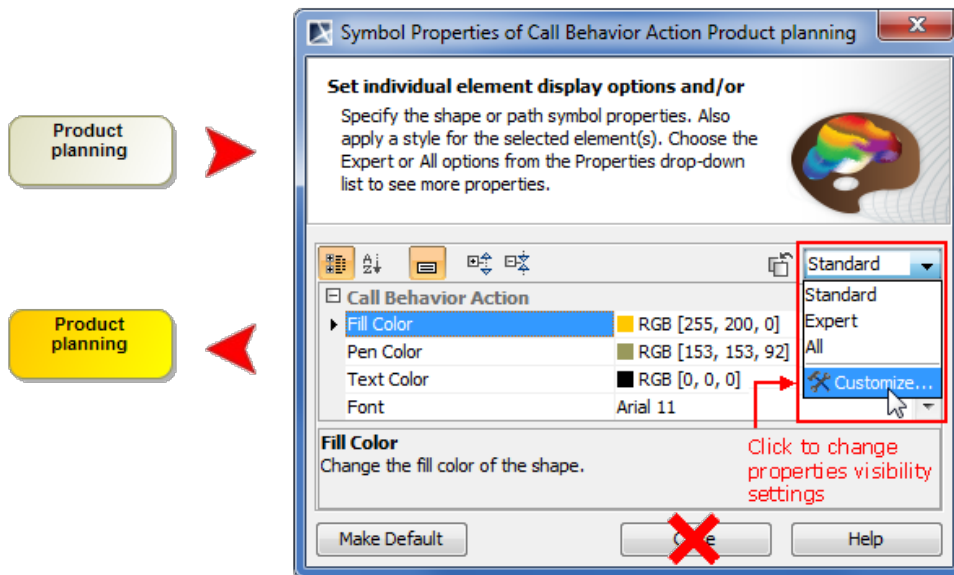 Symbol Properties of Call Behavior Action Product planning
Set individual element display options and/or
Specify the shape or path symbol properties. Also
apply a style for the selected element(s). Choose the
Expert or All options from the Properties drop-down
list to see more properties.
Product
planning
Standard
Standard
Expert
All
Customize...
Call Behavior Action
Fill Color RGB [255, 200, 0]
Pen Color RGB [153, 153, 92]
Text Color RGB [0, 0, 0]
Font Arial 11
Product
planning
Fill Color
Change the fill color of the shape.
Click to change
properties visibility
settings
Make Default
Help